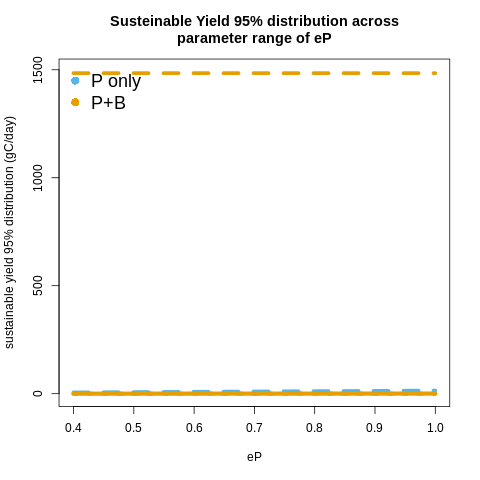 Susteinable Yield 95% distribution across
parameter range of eP
sustainable yield 95% distribution (gC/day)
1500
1000
500
0
P only
P+B
0.4 0.5 0.6 0.7 0.8 0.9 1.0
eP